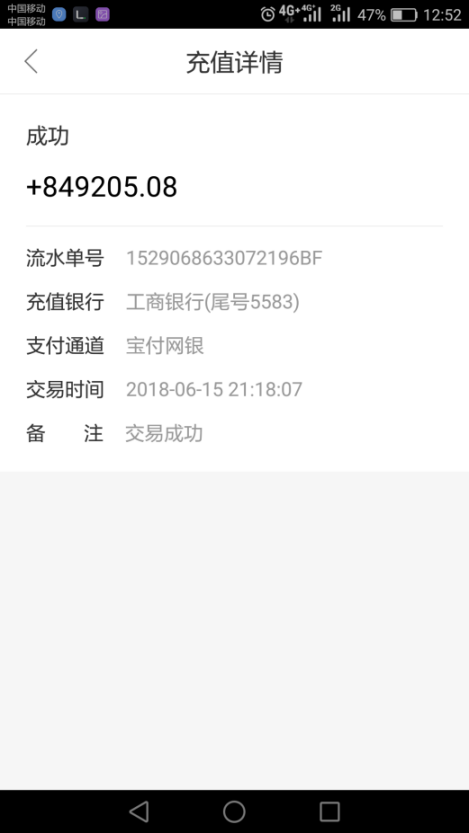 中国移动
中国移动
4G+ 4G+ 2G 47% 12:52
充值详情
成功
+849205.08
流水单号 1529068633072196BF
充值银行 工商银行(尾号5583)
支付通道 宝付网银
交易时间 2018-06-15 21:18:07
备 注 交易成功